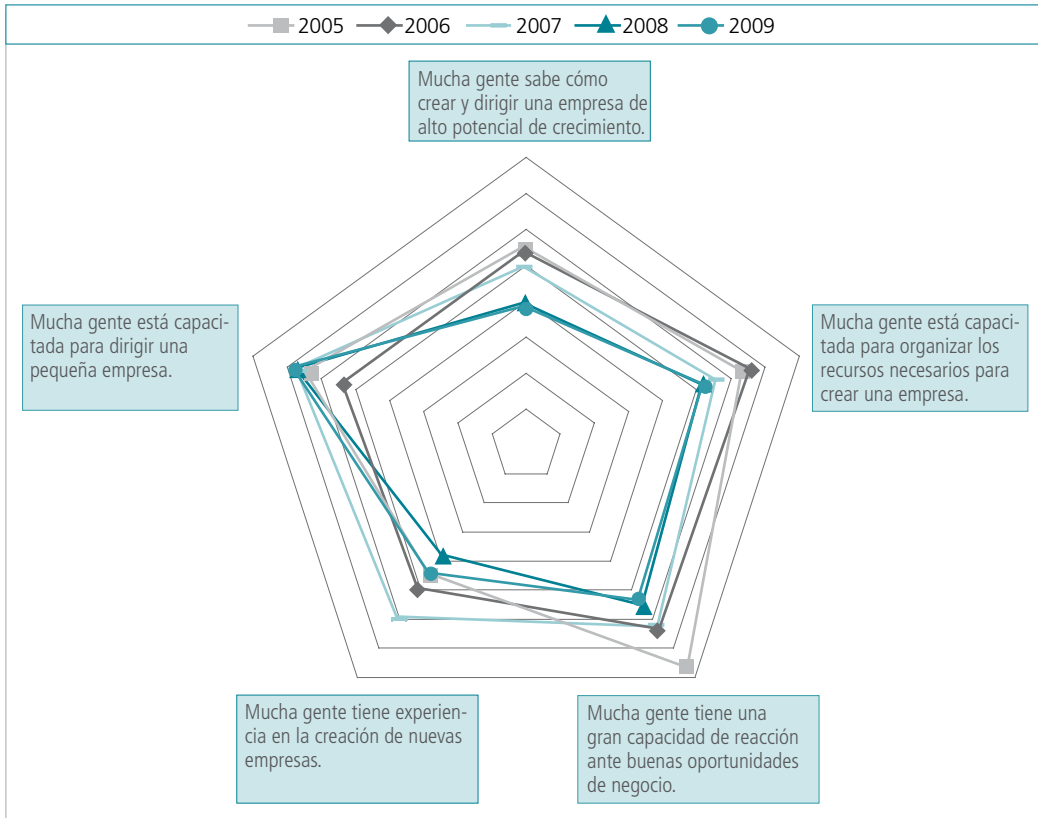 2005 2006 2007 2008 2009
Mucha gente sabe cómo
crear y dirigir una empresa de
alto potencial de crecimiento.
Mucha gente está capaci-
tada para dirigir una
pequeña empresa.
Mucha gente está capaci-
tada para organizar los
recursos necesarios para
crear una empresa.
Mucha gente tiene experien-
cia en la creación de nuevas
empresas.
Mucha gente tiene una
gran capacidad de reacción
ante buenas oportunidades
de negocio.